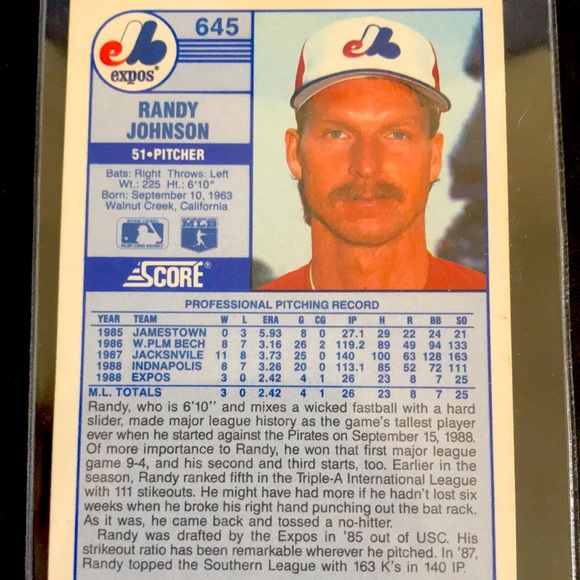 645
expos
RANDY
JOHNSON
51•PITCHER
Bats: Right Throws: Left
Wt.: 225 Ht.: 6'10"
Born: September 10, 1963
Walnut Creek, California
MLBPA
SCORE®
PROFESSIONAL PITCHING RECORD
YEAR TEAM W L ERA G CG IP H R BB SO
1985 JAMESTOWN 0 3 5.93 8 0 27.1 29 22 24 21
1986 W.PLM BECH 8 7 3.16 26 2 119.2 89 49 94 133
1987 JACKSNVILE 11 8 3.73 25 0 140 100 63 128 163
1988 INDNAPOLIS 8 7 3.26 20 0 113.1 85 52 72 111
1988 EXPOS 3 0 2.42 4 1 26 23 8 7 25
M.L. TOTALS 3 0 2.42 4 1 26 23 8 7 25
Randy, who is 6'10" and mixes a wicked fastball with a hard
slider, made major league history as the game's tallest player
ever when he started against the Pirates on September 15, 1988.
Of more importance to Randy, he won that first major league
game 9-4, and his second and third starts, too. Earlier in the
season, Randy ranked fifth in the Triple-A International League
with 111 stikeouts. He might have had more if he hadn't lost six
weeks when he broke his right hand punching out the bat rack.
As it was, he came back and tossed a no-hitter.
Randy was drafted by the Expos in '85 out of USC. His
strikeout ratio has been remarkable wherever he pitched. In '87,
Randy topped the Southern League with 163 K's in 140 IP.